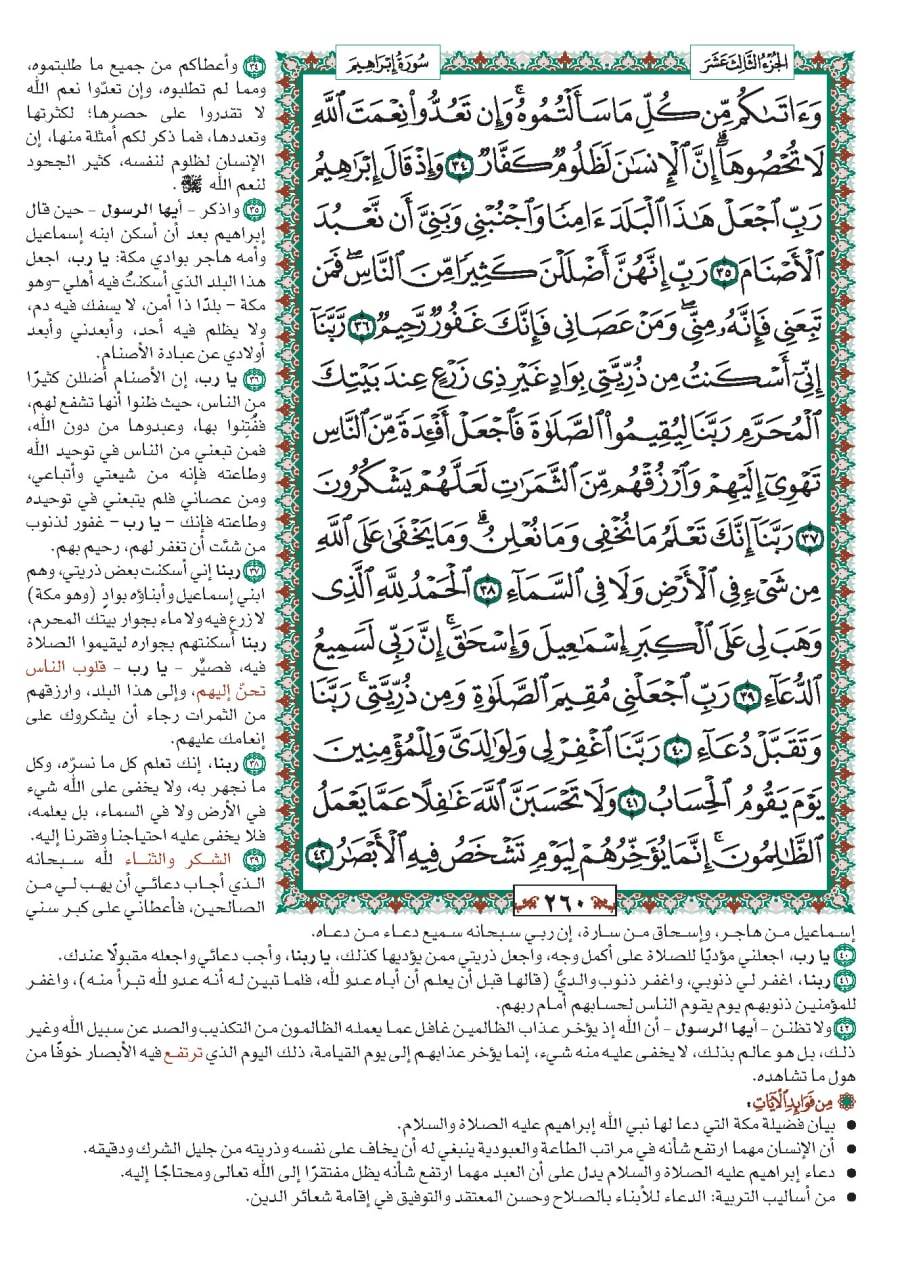 الجزء الثالث عشر
سورة إبراهيم
وَءَاتَىٰكُم مِّن كُلِّ مَا سَأَلْتُمُوهُۚ وَإِن تَعُدُّوا۟ نِعْمَتَ ٱللَّهِ
لَا تُحْصُوهَآۗ إِنَّ ٱلْإِنسَٰنَ لَظَلُومٌ كَفَّارٌ ٣٤ وَإِذْ قَالَ إِبْرَٰهِيمُ
رَبِّ ٱجْعَلْ هَٰذَا ٱلْبَلَدَ ءَامِنًا وَٱجْنُبْنِى وَبَنِىَّ أَن نَّعْبُدَ
ٱلْأَصْنَامَ ٣٥ رَبِّ إِنَّهُنَّ أَضْلَلْنَ كَثِيرًا مِّنَ ٱلنَّاسِۖ فَمَن
تَبِعَنِى فَإِنَّهُۥ مِنِّىۖ وَمَنْ عَصَانِى فَإِنَّكَ غَفُورٌ رَّحِيمٌ ٣٦ رَّبَّنَآ
إِنِّىٓ أَسْكَنتُ مِن ذُرِّيَّتِى بِوَادٍ غَيْرِ ذِى زَرْعٍ عِندَ بَيْتِكَ
ٱلْمُحَرَّمِ رَبَّنَا لِيُقِيمُوا۟ ٱلصَّلَوٰةَ فَٱجْعَلْ أَفْـِٔدَةً مِّنَ ٱلنَّاسِ
تَهْوِىٓ إِلَيْهِمْ وَٱرْزُقْهُم مِّنَ ٱلثَّمَرَٰتِ لَعَلَّهُمْ يَشْكُرُونَ
٣٧ رَبَّنَآ إِنَّكَ تَعْلَمُ مَا نُخْفِى وَمَا نُعْلِنُۗ وَمَا يَخْفَىٰ عَلَى ٱللَّهِ
مِن شَىْءٍ فِى ٱلْأَرْضِ وَلَا فِى ٱلسَّمَآءِ ٣٨ ٱلْحَمْدُ لِلَّهِ ٱلَّذِى
وَهَبَ لِى عَلَى ٱلْكِبَرِ إِسْمَٰعِيلَ وَإِسْحَٰقَۚ إِنَّ رَبِّى لَسَمِيعُ
ٱلدُّعَآءِ ٣٩ رَبِّ ٱجْعَلْنِى مُقِيمَ ٱلصَّلَوٰةِ وَمِن ذُرِّيَّتِىۚ رَبَّنَا
وَتَقَبَّلْ دُعَآءِ ٤٠ رَبَّنَا ٱغْفِرْ لِى وَلِوَٰلِدَىَّ وَلِلْمُؤْمِنِينَ
يَوْمَ يَقُومُ ٱلْحِسَابُ ٤١ وَلَا تَحْسَبَنَّ ٱللَّهَ غَٰفِلًا عَمَّا يَعْمَلُ
ٱلظَّٰلِمُونَۚ إِنَّمَا يُؤَخِّرُهُمْ لِيَوْمٍ تَشْخَصُ فِيهِ ٱلْأَبْصَٰرُ ٤٢
٢٦٠
٣٤ وأعطاكم من جميع ما طلبتموه،
ومما لم تطلبوه، وإن تعدّوا نعم الله
لا تقدروا على حصرها؛ لكثرتها
وتعددها، فما ذكر لكم أمثلة منها، إن
الإنسان لظلوم لنفسه، كثير الجحود
لنعم الله ﷻ.
٣٥ واذكر - أيها الرسول - حين قال
إبراهيم بعد أن أسكن ابنه إسماعيل
وأمه هاجر بوادي مكة: يا رب، اجعل
هذا البلد الذي أسكنتُ فيه أهلي -وهو
مكة - بلدًا ذا أمن، لا يسفك فيه دم،
ولا يظلم فيه أحد، وأبعدني وأبعد
أولادي عن عبادة الأصنام.
٣٦ يا رب، إن الأصنام أضللن كثيرًا
من الناس، حيث ظنوا أنها تشفع لهم،
ففُتِنوا بها، وعبدوها من دون الله،
فمن تبعني من الناس في توحيد الله
وطاعته فإنه من شيعتي وأتباعي،
ومن عصاني فلم يتبعني في توحيده
وطاعته فإنك - يا رب - غفور لذنوب
من شئت أن تغفر لهم، رحيم بهم.
٣٧ ربنا إني أسكنت بعض ذريتي، وهم
ابني إسماعيل وأبناؤه بوادٍ (وهو مكة)
لا زرع فيه ولا ماء بجوار بيتك المحرم،
ربنا أسكنتهم بجواره ليقيموا الصلاة
فيه، فصيِّر - يا رب - قلوب الناس
تحنّ إليهم، وإلى هذا البلد، وارزقهم
من الثمرات رجاء أن يشكروك على
إنعامك عليهم.
٣٨ ربنا، إنك تعلم كل ما نسرّه، وكل
ما نجهر به، ولا يخفى على الله شيء
في الأرض ولا في السماء، بل يعلمه،
فلا يخفى عليه احتياجنا وفقرنا إليه.
٣٩ الشكر والثناء لله سبحانه
الذي أجاب دعائي أن يهب لي من
الصالحين، فأعطاني على كبر سني
إسماعيل من هاجر، وإسحاق من سارة، إن ربي سبحانه سميع دعاء من دعاه.
٤٠ يا رب، اجعلني مؤديًا للصلاة على أكمل وجه، واجعل ذريتي ممن يؤديها كذلك، يا ربنا، وأجب دعائي واجعله مقبولًا عندك.
٤١ ربنا، اغفر لي ذنوبي، واغفر ذنوب والديَّ (قالها قبل أن يعلم أن أباه عدو لله، فلما تبين له أنه عدو لله تبرأ منه)، واغفر
للمؤمنين ذنوبهم يوم يقوم الناس لحسابهم أمام ربهم.
٤٢ ولا تظنن - أيها الرسول - أن الله إذ يؤخر عذاب الظالمين غافل عما يعمله الظالمون من التكذيب والصد عن سبيل الله وغير
ذلك، بل هو عالم بذلك، لا يخفى عليه منه شيء، إنما يؤخر عذابهم إلى يوم القيامة، ذلك اليوم الذي ترتفع فيه الأبصار خوفًا من
هول ما تشاهده.
من فوائد الآيات:
• بيان فضيلة مكة التي دعا لها نبي الله إبراهيم عليه الصلاة والسلام.
• أن الإنسان مهما ارتفع شأنه في مراتب الطاعة والعبودية ينبغي له أن يخاف على نفسه وذريته من جليل الشرك ودقيقه.
• دعاء إبراهيم عليه الصلاة والسلام يدل على أن العبد مهما ارتفع شأنه يظل مفتقرًا إلى الله تعالى ومحتاجًا إليه.
• من أساليب التربية: الدعاء للأبناء بالصلاح وحسن المعتقد والتوفيق في إقامة شعائر الدين.